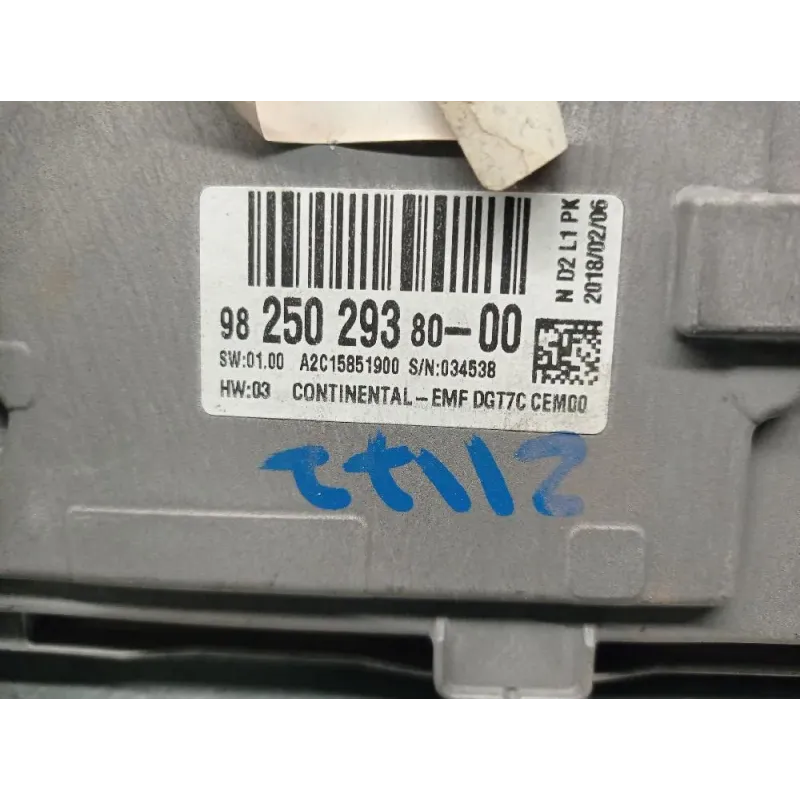 98 250 293 80-00
SW:01.00 A2C15851900 S/N:034538
HW:03 CONTINENTAL-EMF DGT7C CEM00
N D2 L1 PK
2018/02/06